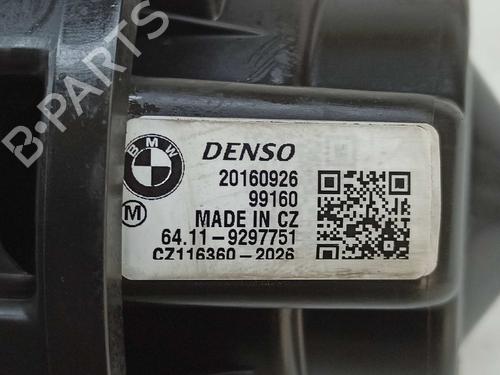 B-PARTS
BMW
DENSO
20160926
99160
M
MADE IN CZ
64.11-9297751
CZ116360-2026